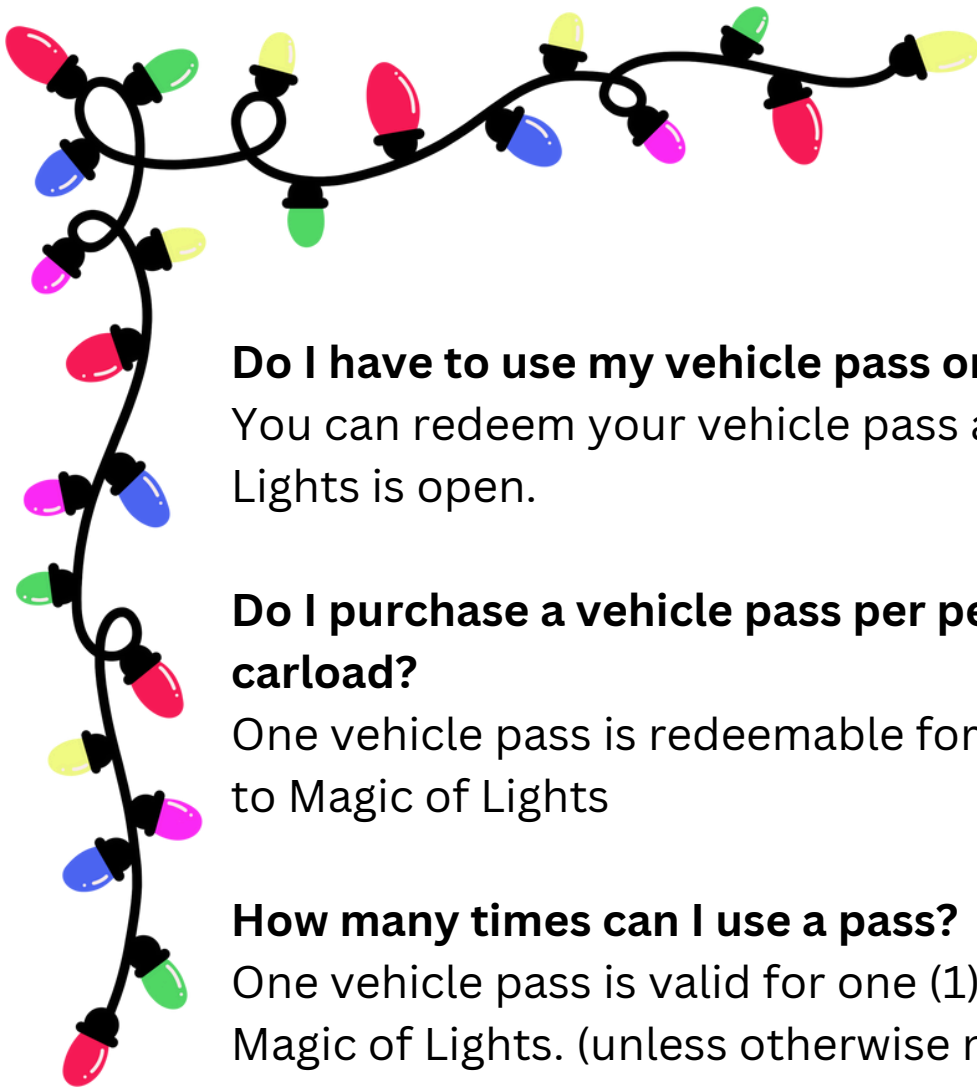 Do I have to use my vehicle pass
You can redeem your vehicle pass
Lights is open.
Do I purchase a vehicle pass per
carload?
One vehicle pass is redeemable for
to Magic of Lights
How many times can I use a pass?
One vehicle pass is valid for one (1)
Magic of Lights. (unless otherwise